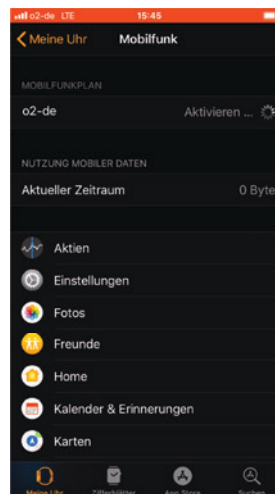 o2-de LTE 15:45
Meine Uhr Mobilfunk
MOBILFUNKPLAN
o2-de Aktivieren ...
NUTZUNG MOBILER DATEN
Aktueller Zeitraum 0 Byte
Aktien
Einstellungen
Fotos
Freunde
Home
Kalender & Erinnerungen
Karten
Meine Uhr Zifferblätter App Store Suchen